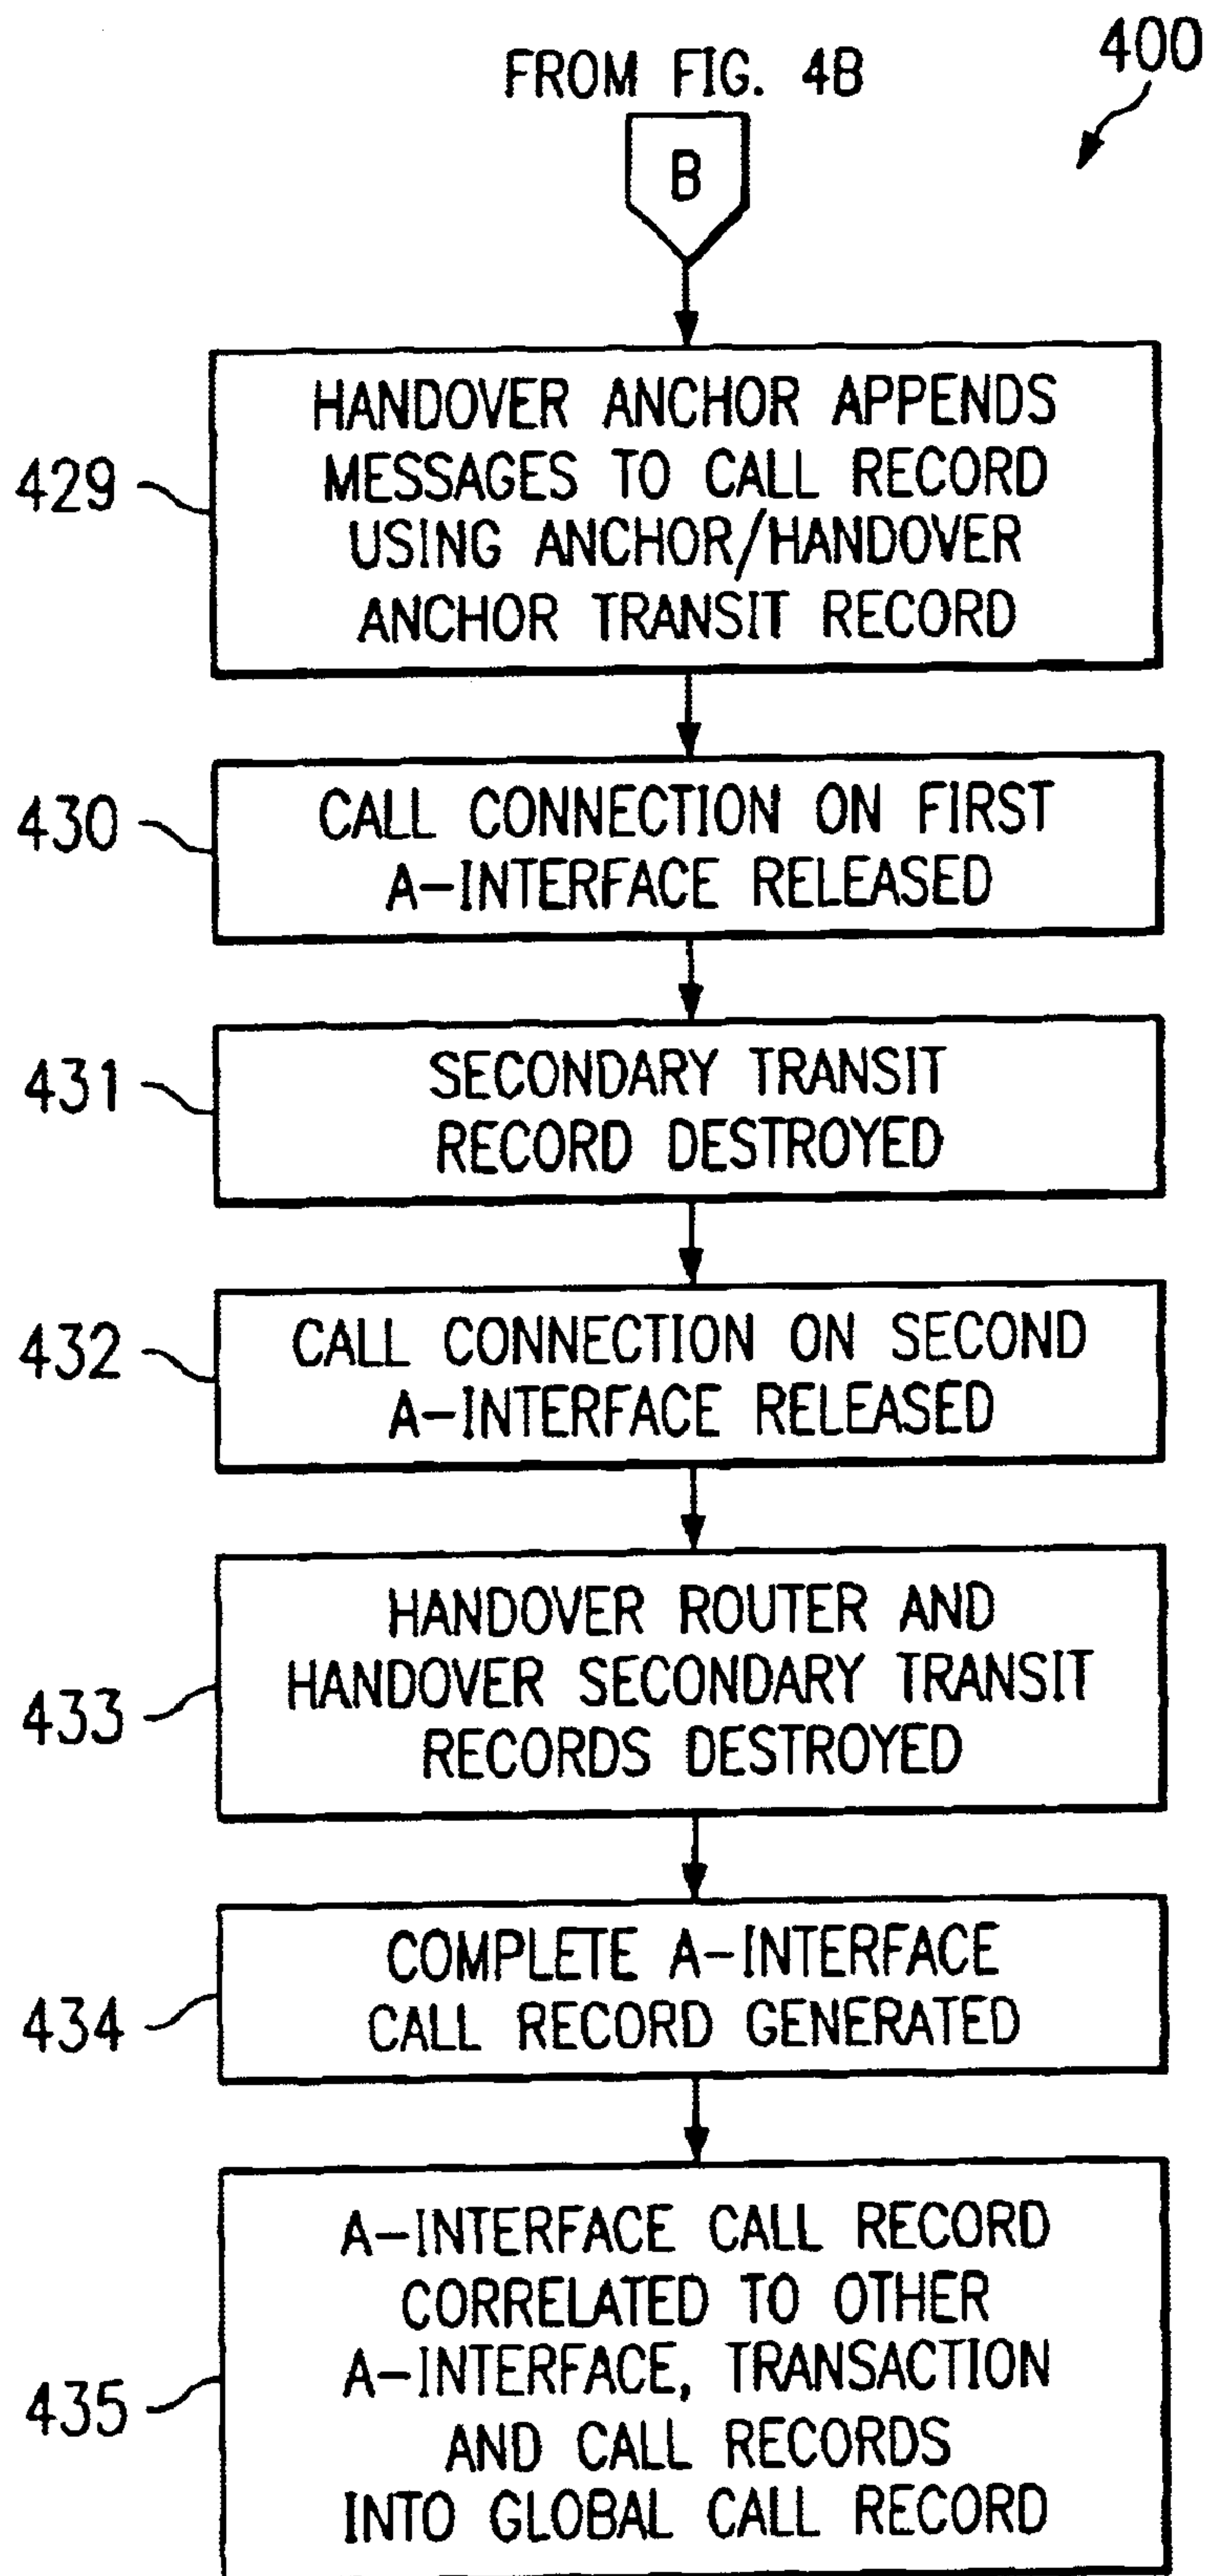 400
FROM FIG. 4B
B
429
HANDOVER ANCHOR APPENDS
MESSAGES TO CALL RECORD
USING ANCHOR/HANDOVER
ANCHOR TRANSIT RECORD
430
CALL CONNECTION ON FIRST
A-INTERFACE RELEASED
431
SECONDARY TRANSIT
RECORD DESTROYED
432
CALL CONNECTION ON SECOND
A-INTERFACE RELEASED
433
HANDOVER ROUTER AND
HANDOVER SECONDARY TRANSIT
RECORDS DESTROYED
434
COMPLETE A-INTERFACE
CALL RECORD GENERATED
435
A-INTERFACE CALL RECORD
CORRELATED TO OTHER
A-INTERFACE, TRANSACTION
AND CALL RECORDS
INTO GLOBAL CALL RECORD